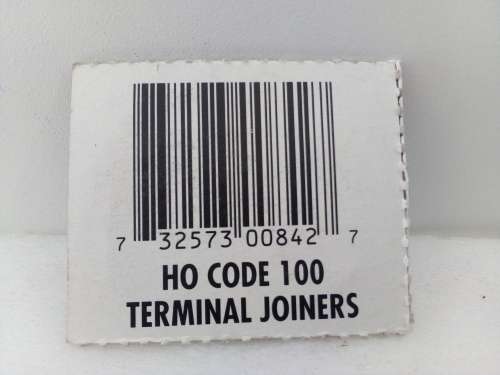 7 32573 00842 7
HO CODE 100
TERMINAL JOINERS